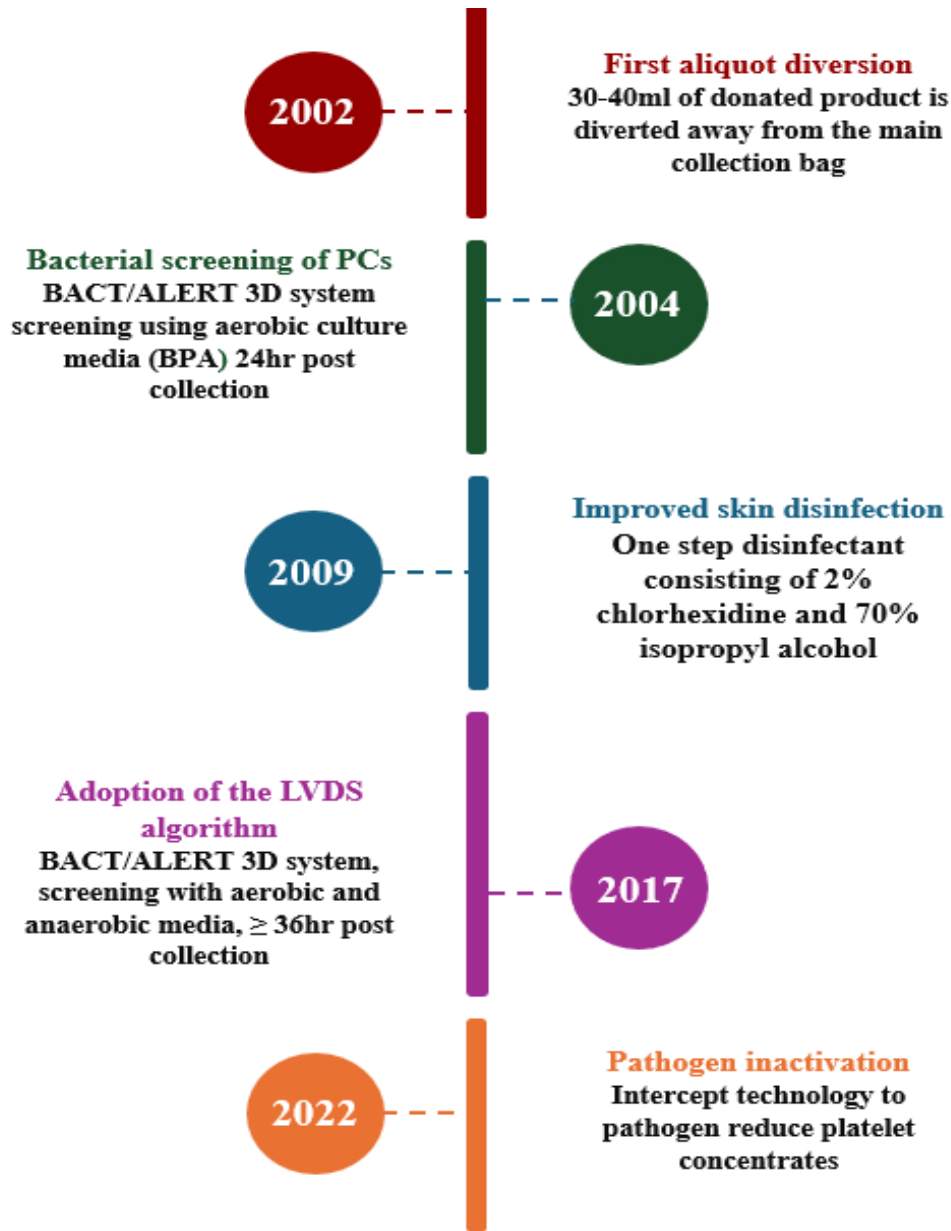 2002
First aliquot diversion
30-40ml of donated product is
diverted away from the main
collection bag
Bacterial screening of PCs
BACT/ALERT 3D system
screening using aerobic culture
media (BPA) 24hr post
collection
2004
2009
Improved skin disinfection
One step disinfectant
consisting of 2%
chlorhexidine and 70%
isopropyl alcohol
Adoption of the LVDS
algorithm
BACT/ALERT 3D system,
screening with aerobic and
anaerobic media, ≥ 36hr post
collection
2017
2022
Pathogen inactivation
Intercept technology to
pathogen reduce platelet
concentrates